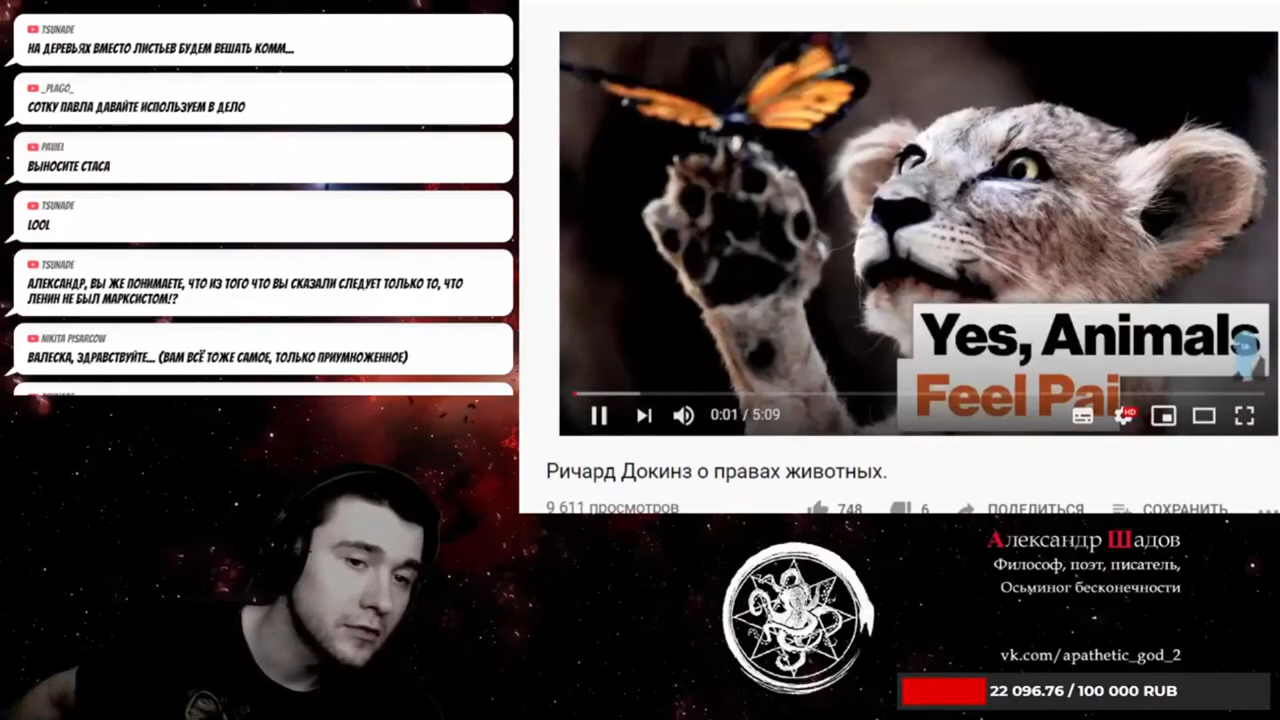 TSUNADE
НА ДЕРЕВЬЯХ ВМЕСТО ЛИСТЬЕВ БУДЕМ ВЕШАТЬ КОММ...
_PLAGO_
СОТКУ ПАВЛА ДАВАЙТЕ ИСПОЛЬЗУЕМ В ДЕЛО
PAVIEL
ВЫНОСИТЕ СТАСА
TSUNADE
LOOL
TSUNADE
АЛЕКСАНДР, ВЫ ЖЕ ПОНИМАЕТЕ, ЧТО ИЗ ТОГО ЧТО ВЫ СКАЗАЛИ СЛЕДУЕТ ТОЛЬКО ТО, ЧТО
ЛЕНИН НЕ БЫЛ МАРКСИСТОМ!?
NIKITA PISARCOW
ВАЛЕСКА, ЗДРАВСТВУЙТЕ... (ВАМ ВСЁ ТОЖЕ САМОЕ, ТОЛЬКО ПРИУМНОЖЕННОЕ)
Yes, Animals
Feel Pai
0:01 / 5:09
HD
Ричард Докинз о правах животных.
9 611 просмотров
748
6
ПОДЕЛИТЬСЯ
СОХРАНИТЬ
Александр Шадов
Философ, поэт, писатель,
Осьминог бесконечности
vk.com/apathetic_god_2
22 096.76 / 100 000 RUB